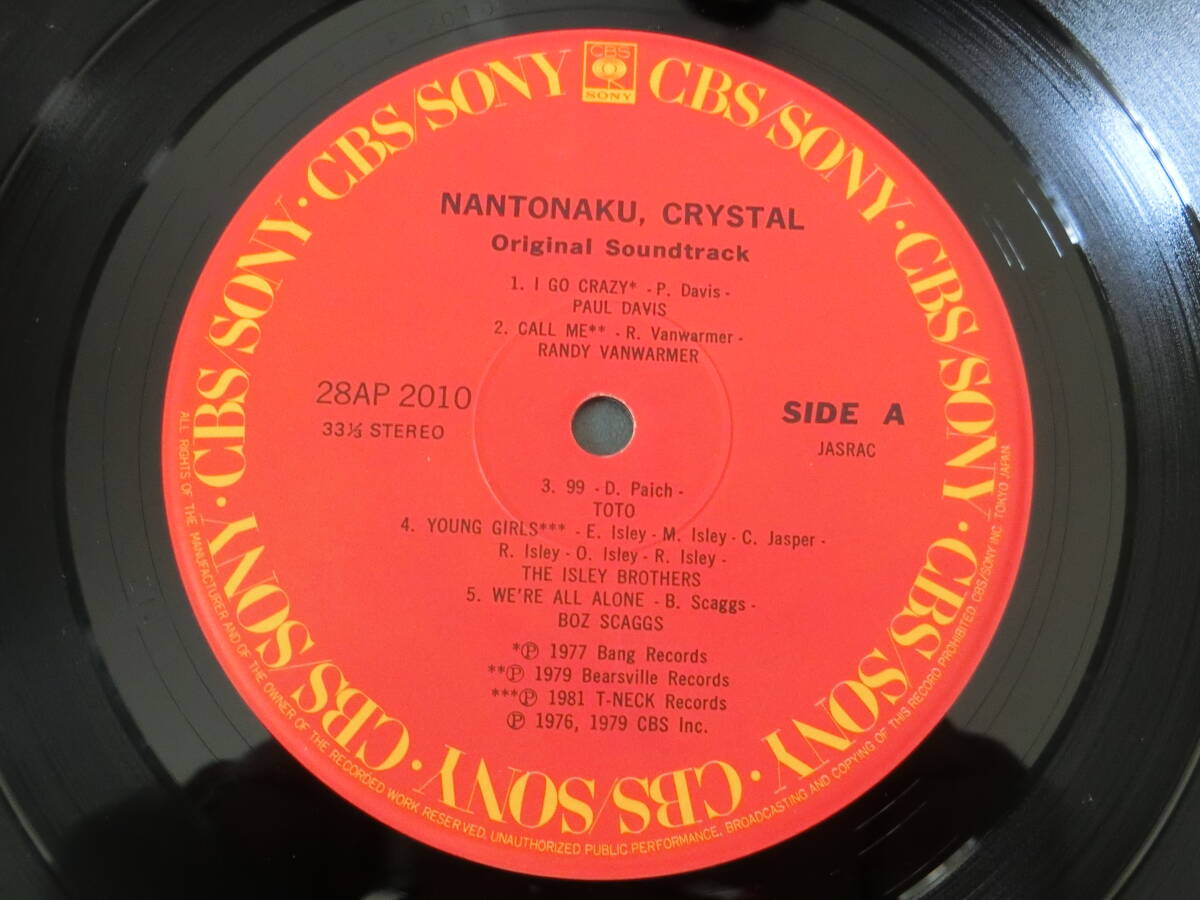 CBS
SONY
CBS/SONY · CBS/SONY · CBS/SONY · CBS/SONY · CBS/SONY · CBS/SONY · CBS/SONY · CBS/SONY · CBS/SONY
NANTONAKU, CRYSTAL
Original Soundtrack
1. I GO CRAZY* - P. Davis -
PAUL DAVIS
2. CALL ME** - R. Vanwarmer -
RANDY VANWARMER
28AP 2010
33⅓ STEREO
SIDE A
JASRAC
3. 99 - D. Paich -
TOTO
4. YOUNG GIRLS*** - E. Isley - M. Isley - C. Jasper -
R. Isley - O. Isley - R. Isley -
THE ISLEY BROTHERS
5. WE'RE ALL ALONE - B. Scaggs -
BOZ SCAGGS
*℗ 1977 Bang Records
**℗ 1979 Bearsville Records
***℗ 1981 T-NECK Records
℗ 1976, 1979 CBS Inc.
ALL RIGHTS OF THE MANUFACTURER AND OF THE OWNER OF THE RECORDED WORK RESERVED. UNAUTHORIZED PUBLIC PERFORMANCE, BROADCASTING AND COPYING OF THIS RECORD PROHIBITED. CBS/SONY INC. TOKYO JAPAN